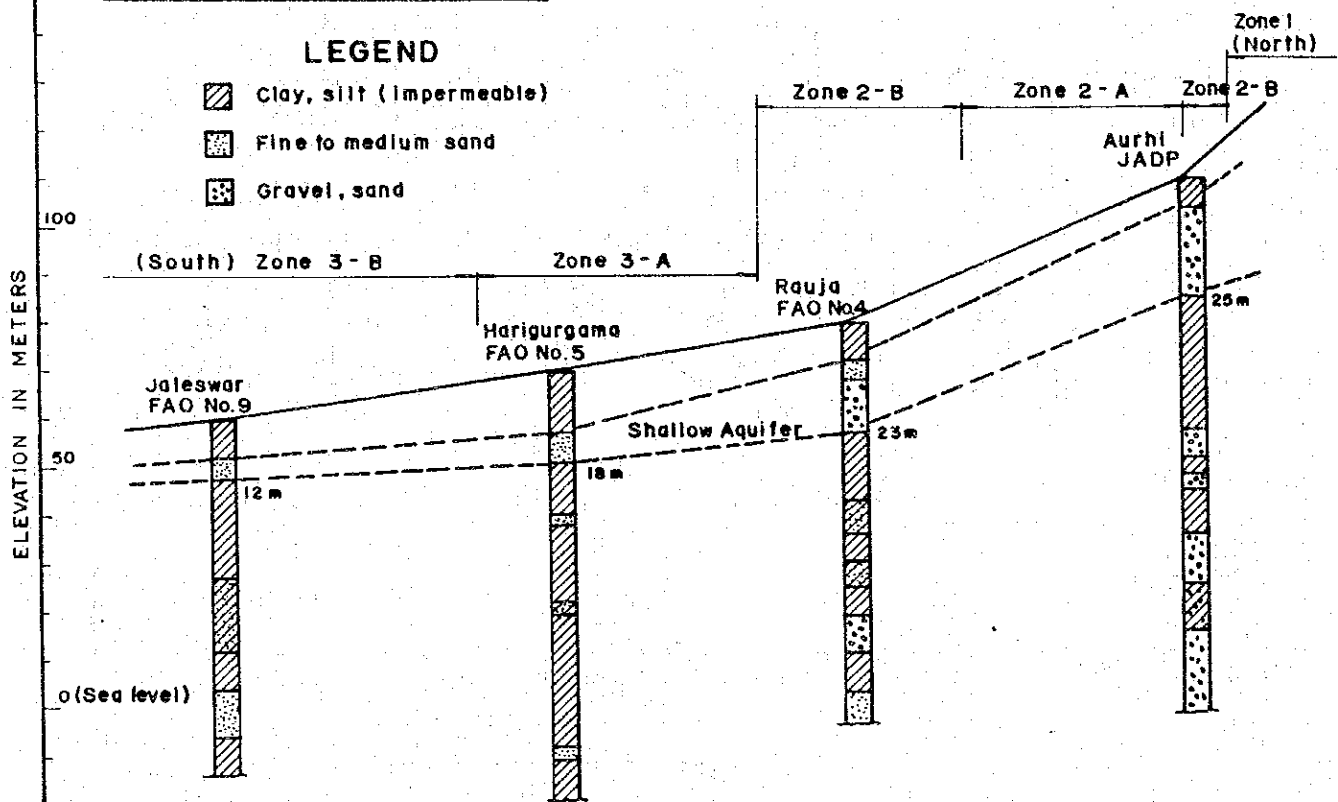 LEGEND
Clay, silt (impermeable)
Fine to medium sand
Gravel, sand
Zone 1
(North)
Zone 2-B
Zone 2-A
Zone 2-B
Aurhi
JADP
100
(South) Zone 3-B
Zone 3-A
Rauja
FAO No.4
25m
Harigurgama
FAO No.5
Jaleswar
FAO No.9
Shallow Aquifer
23m
50
18m
12m
0 (Sea level)
ELEVATION IN METERS